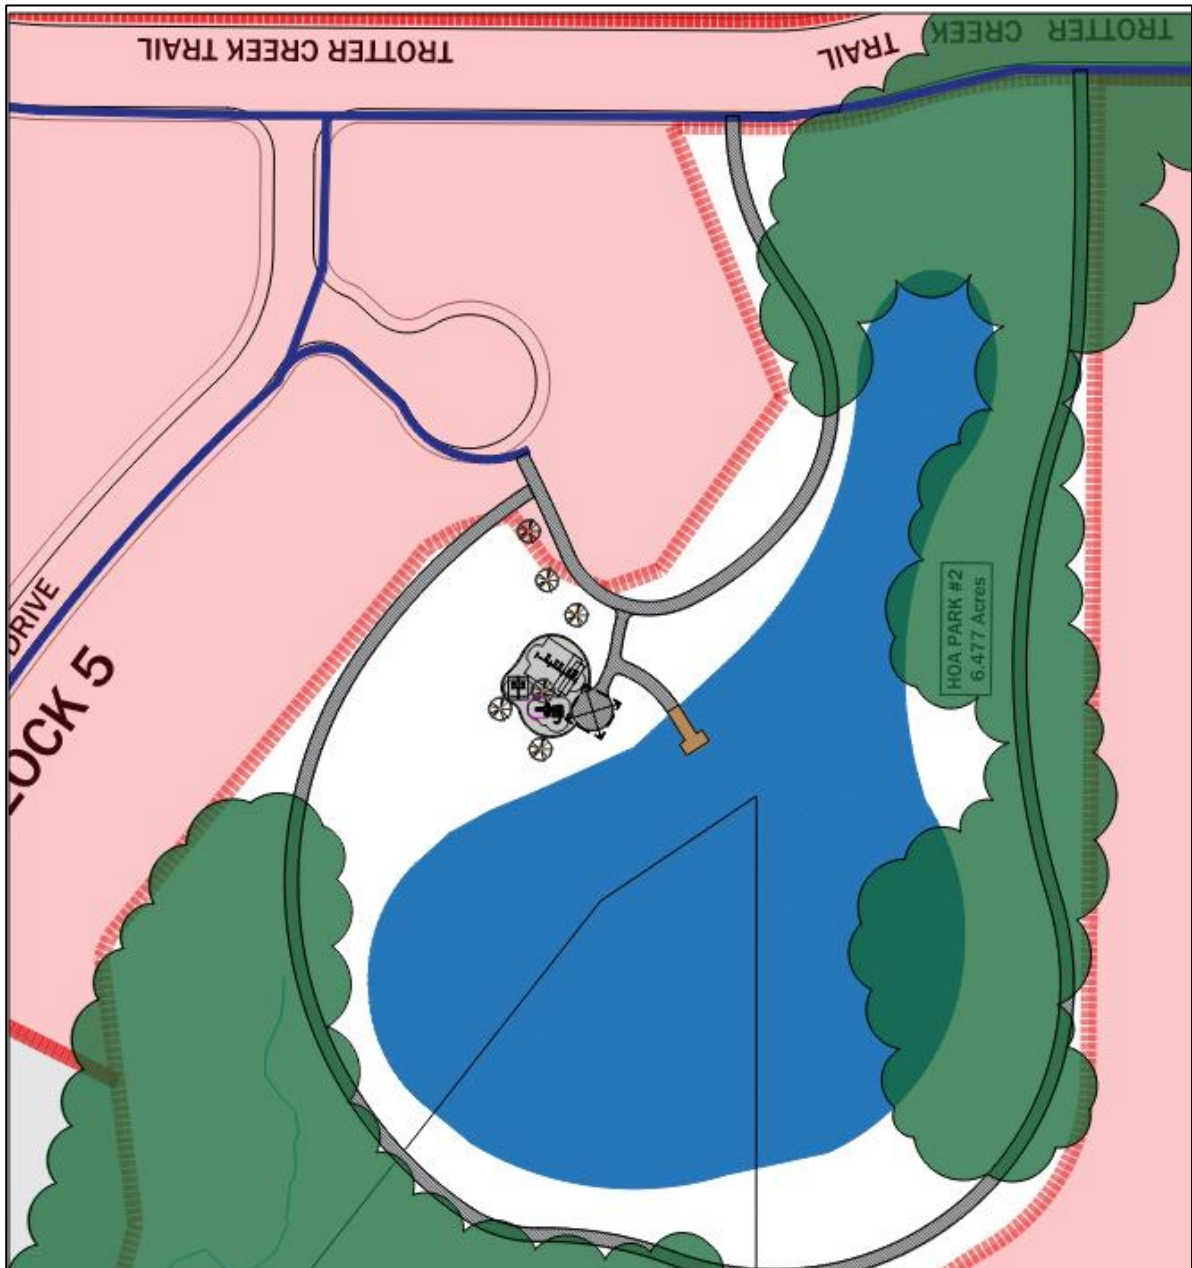 TROTTER CREEK TRAIL
TROTTER CREEK TRAIL
DRIVE
LOCK 5
HOA PARK #2
6.477 Acres